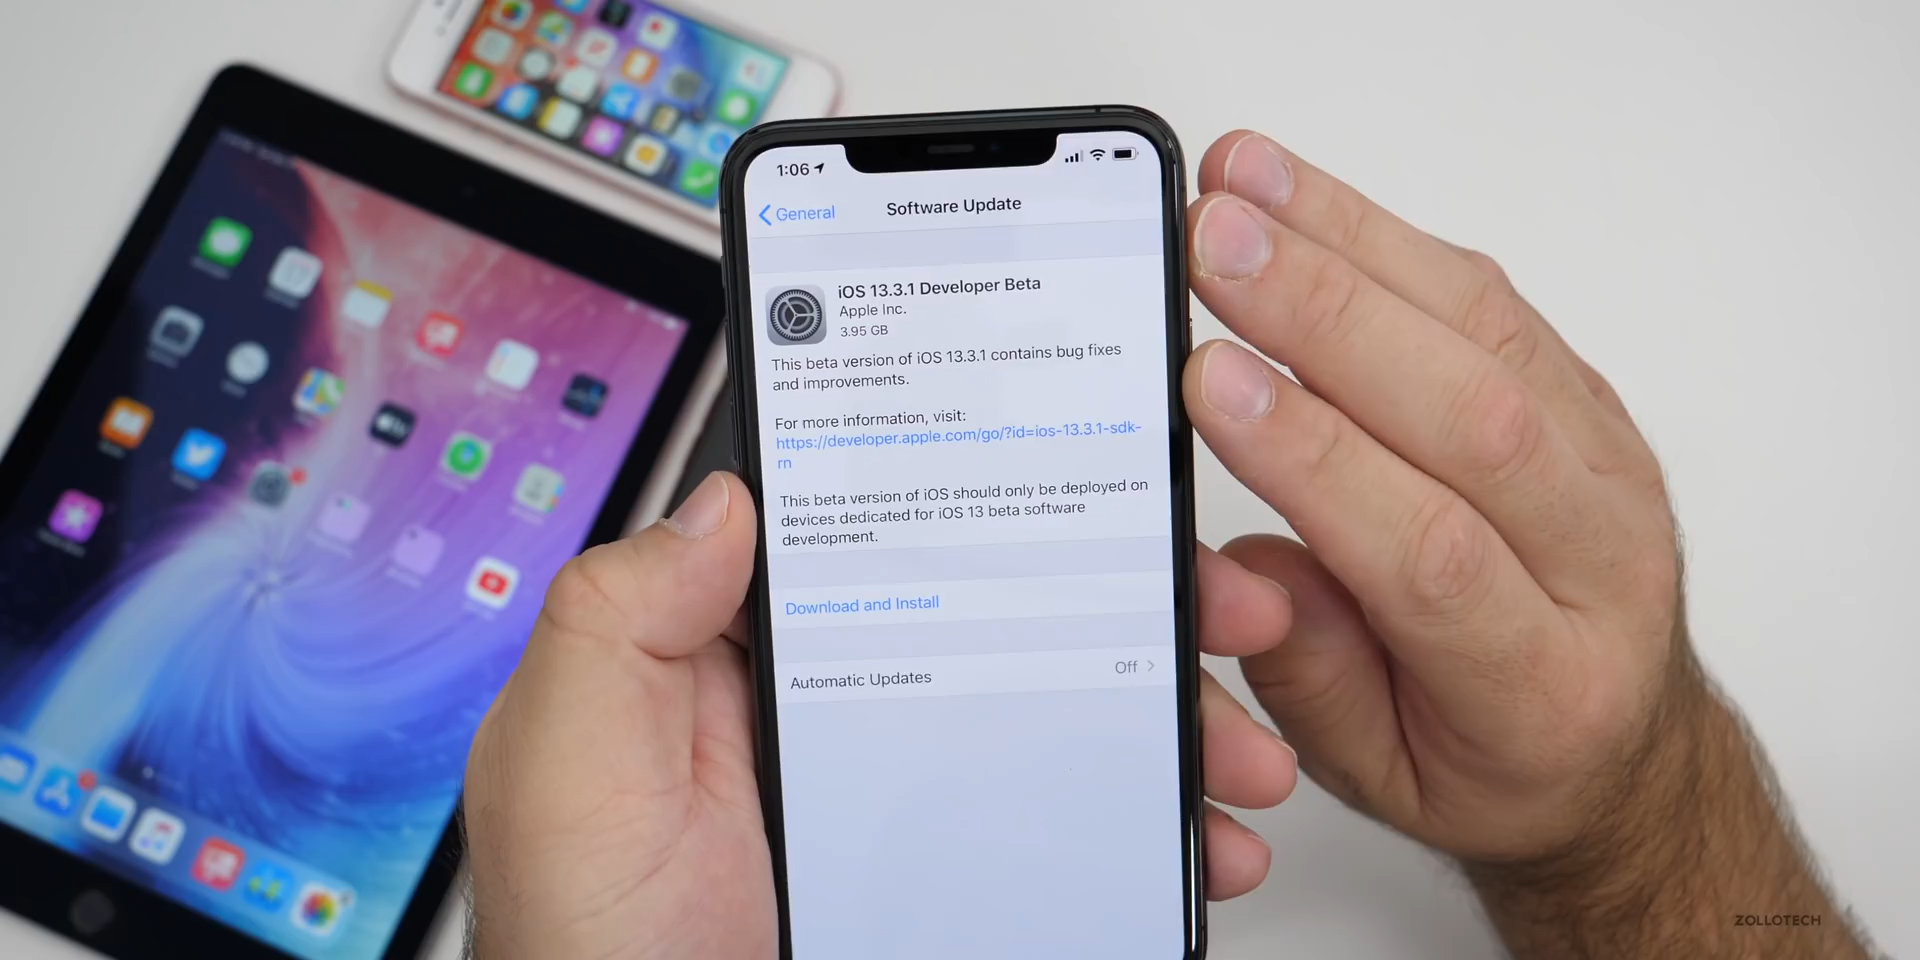 1:06
General
Software Update
iOS 13.3.1 Developer Beta
Apple Inc.
3.95 GB
This beta version of iOS 13.3.1 contains bug fixes
and improvements.
For more information, visit:
https://developer.apple.com/go/?id=ios-13.3.1-sdk-
rn
This beta version of iOS should only be deployed on
devices dedicated for iOS 13 beta software
development.
Download and Install
Automatic Updates Off
ZOLLOTECH